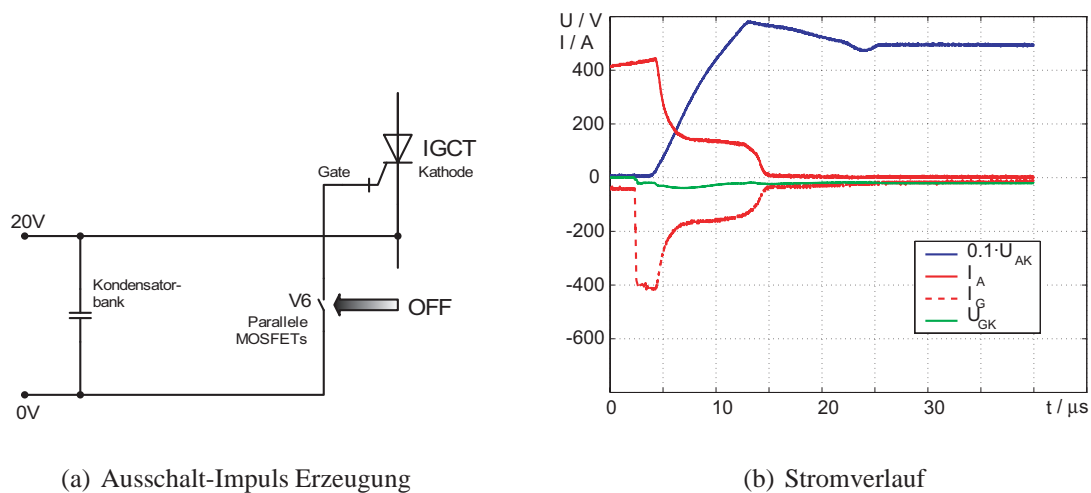 20V
0V
Kondensator-
bank
Gate
IGCT
Kathode
V6
Parallele
MOSFETs
OFF
U / V
I / A
400
200
0
-200
-400
-600
0
10
20
30
t / μs
0.1·U_AK
I_A
I_G
U_GK
(a) Ausschalt-Impuls Erzeugung
(b) Stromverlauf